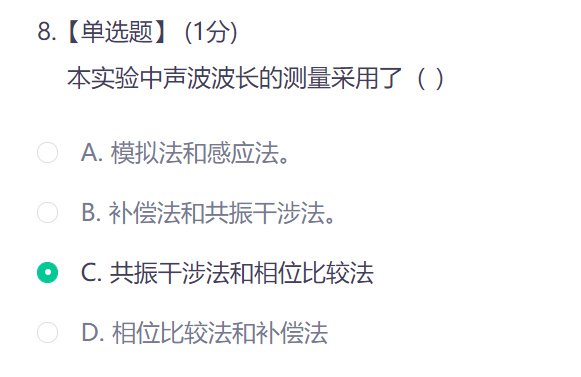 8.【单选题】 (1分)
本实验中声波波长的测量采用了（ ）
A. 模拟法和感应法。
B. 补偿法和共振干涉法。
C. 共振干涉法和相位比较法
D. 相位比较法和补偿法